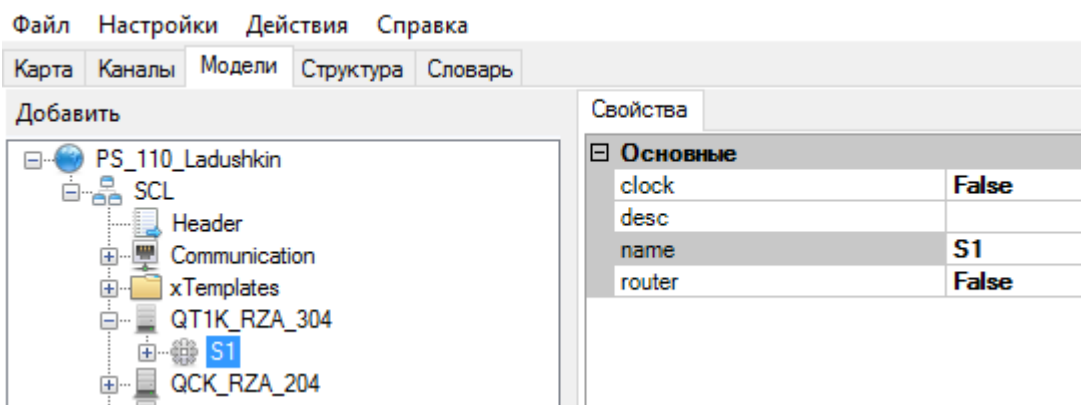 Файл Настройки Действия Справка
Карта Каналы Модели Структура Словарь
Добавить
PS_110_Ladushkin
SCL
Header
Communication
xTemplates
QT1K_RZA_304
S1
QCK_RZA_204
Свойства
Основные
clock False
desc
name S1
router False